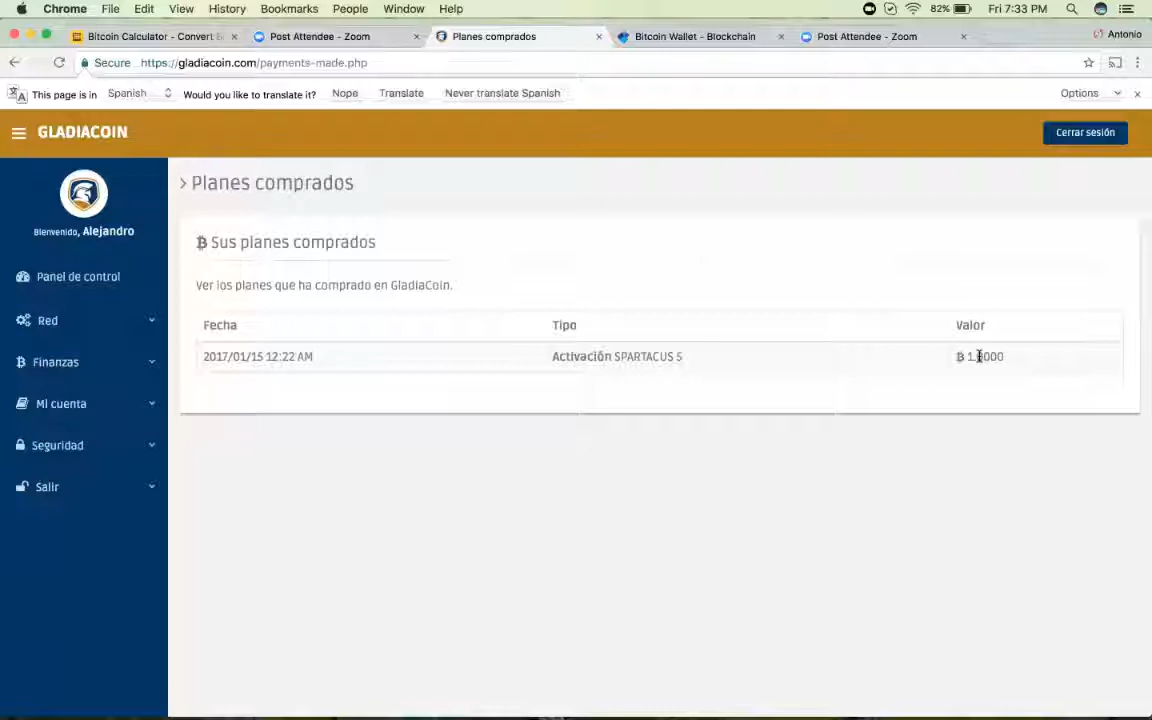 Chrome File Edit View History Bookmarks People Window Help 82% Fri 7:33 PM
Bitcoin Calculator - Convert B × Post Attendee - Zoom × Planes comprados × Bitcoin Wallet - Blockchain × Post Attendee - Zoom × Antonio
Secure https://gladiacoin.com/payments-made.php
This page is in Spanish Would you like to translate it? Nope Translate Never translate Spanish Options ×
GLADIACOIN Cerrar sesión
> Planes comprados
Bienvenido, Alejandro
Sus planes comprados
Panel de control
Ver los planes que ha comprado en GladiaCoin.
Red
Fecha Tipo Valor
2017/01/15 12:22 AM Activación SPARTACUS 5
Finanzas
Mi cuenta
Seguridad
Salir